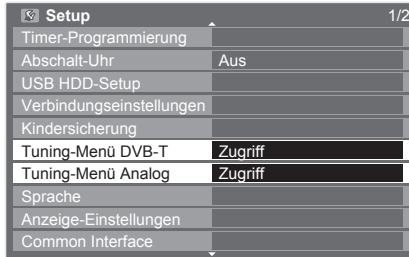 Setup 1/2
Timer-Programmierung
Abschalt-Uhr Aus
USB HDD-Setup
Verbindungseinstellungen
Kindersicherung
Tuning-Menü DVB-T Zugriff
Tuning-Menü Analog Zugriff
Sprache
Anzeige-Einstellungen
Common Interface